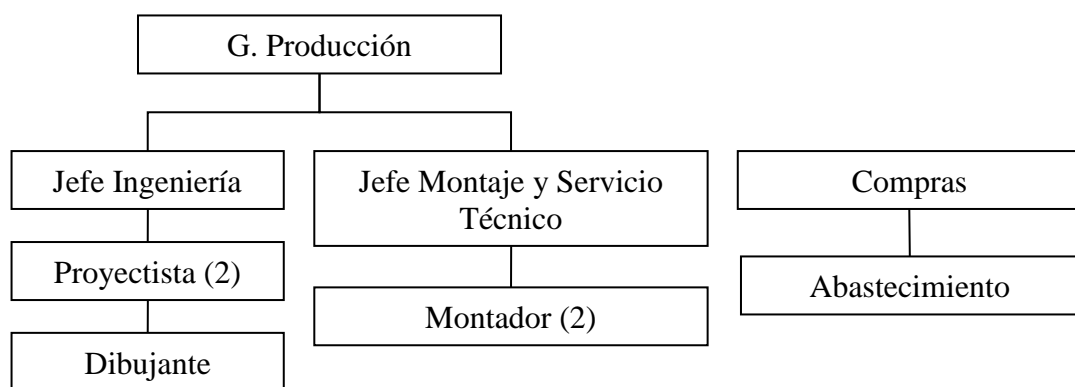 G. Producción
Jefe Ingeniería
Jefe Montaje y Servicio
Técnico
Compras
Proyectista (2)
Montador (2)
Abastecimiento
Dibujante